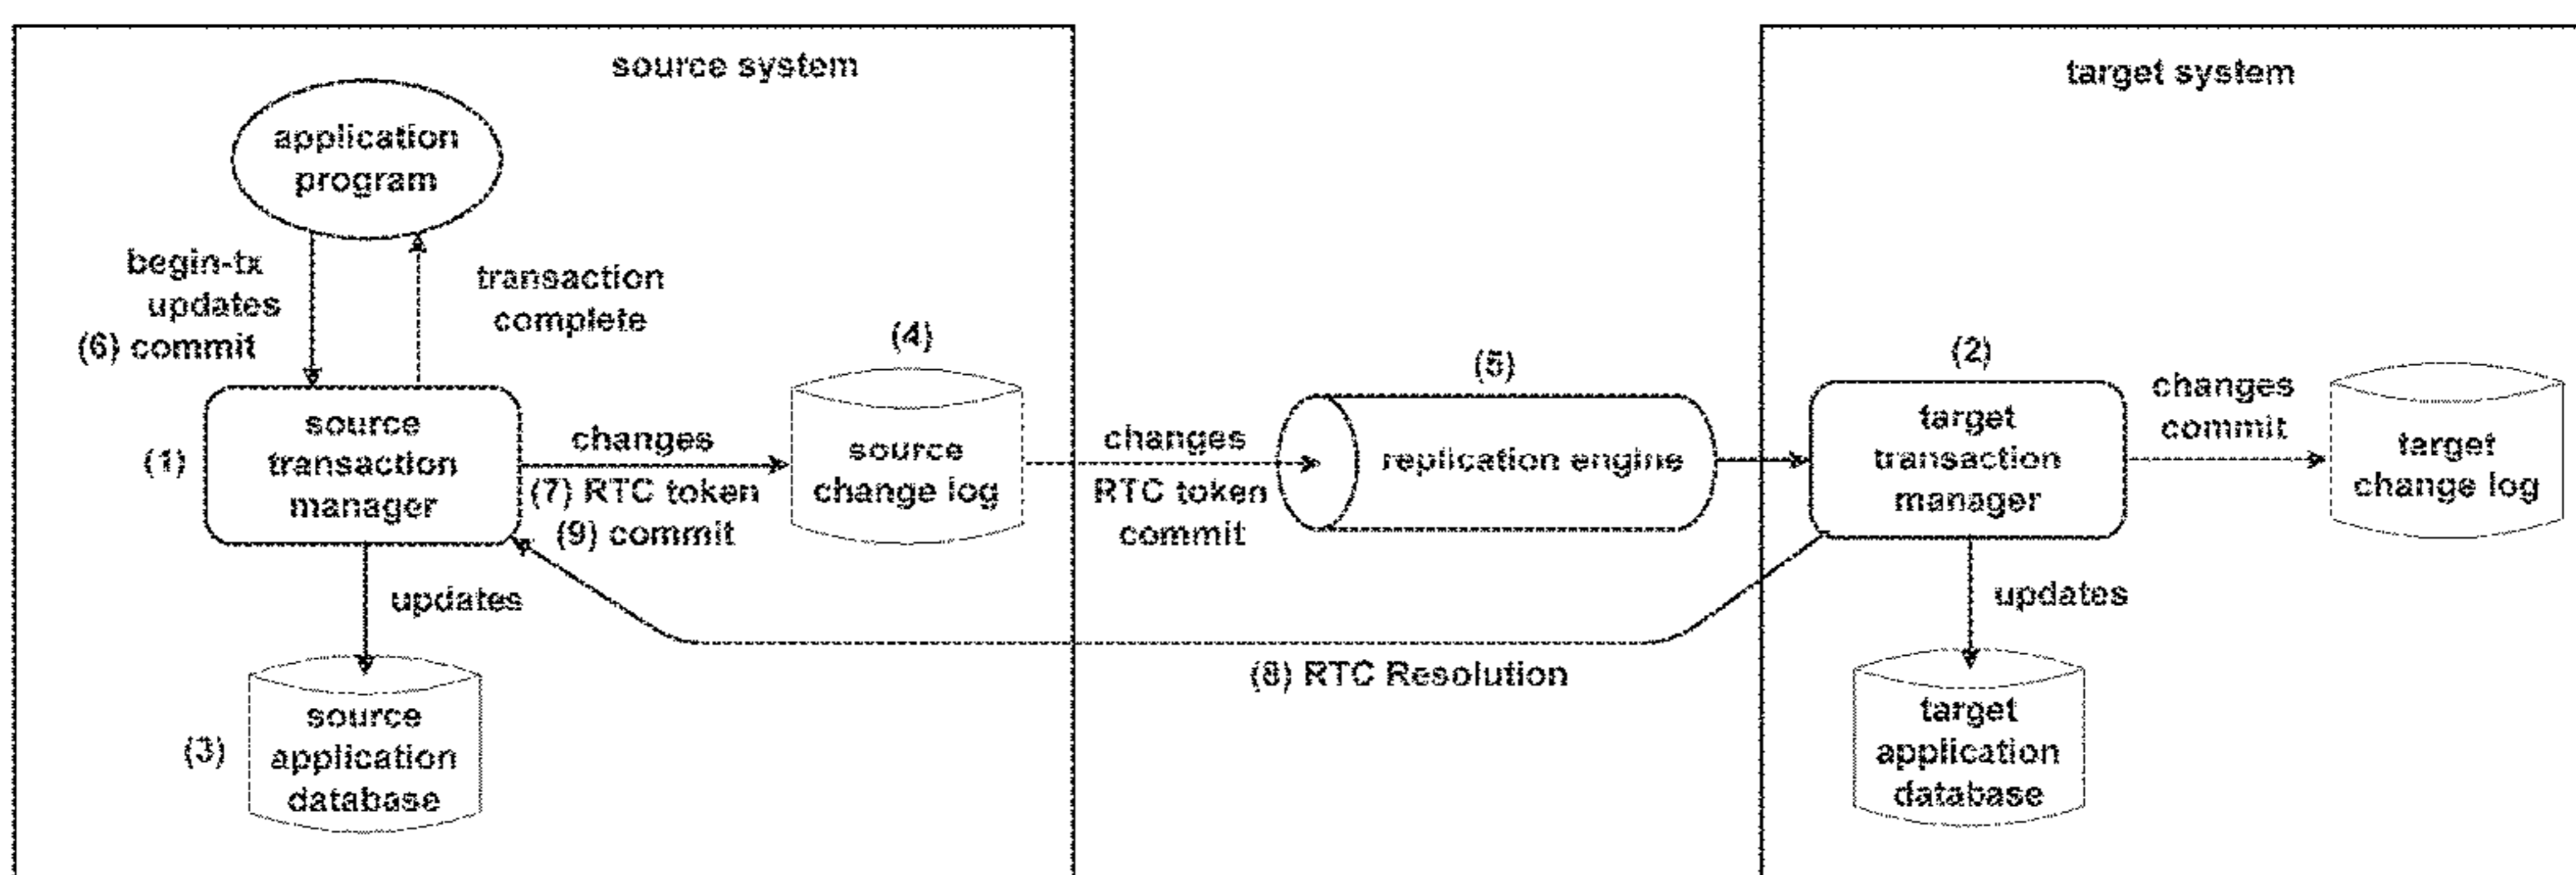 source system
target system
application
program
begin-tx
updates
(6) commit
transaction
complete
(1)
source
transaction
manager
changes
(7) RTC token
(9) commit
(4)
source
change log
changes
RTC token
commit
(5)
replication engine
(2)
target
transaction
manager
changes
commit
target
change log
updates
(8) RTC Resolution
updates
(3)
source
application
database
target
application
database